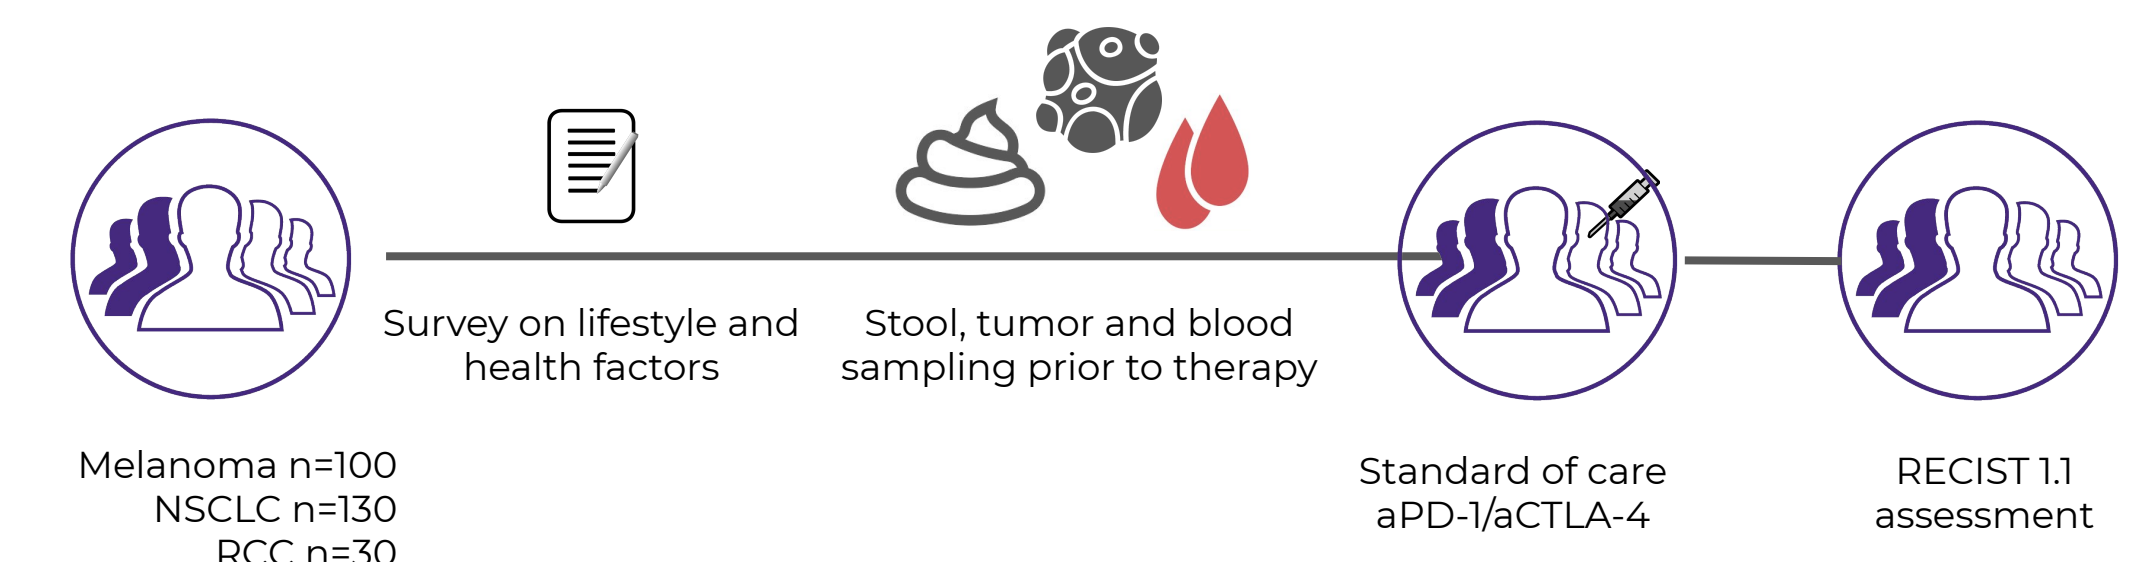 Survey on lifestyle and
health factors
Stool, tumor and blood
sampling prior to therapy
Melanoma n=100
NSCLC n=130
RCC n=30
Standard of care
aPD-1/aCTLA-4
RECIST 1.1
assessment